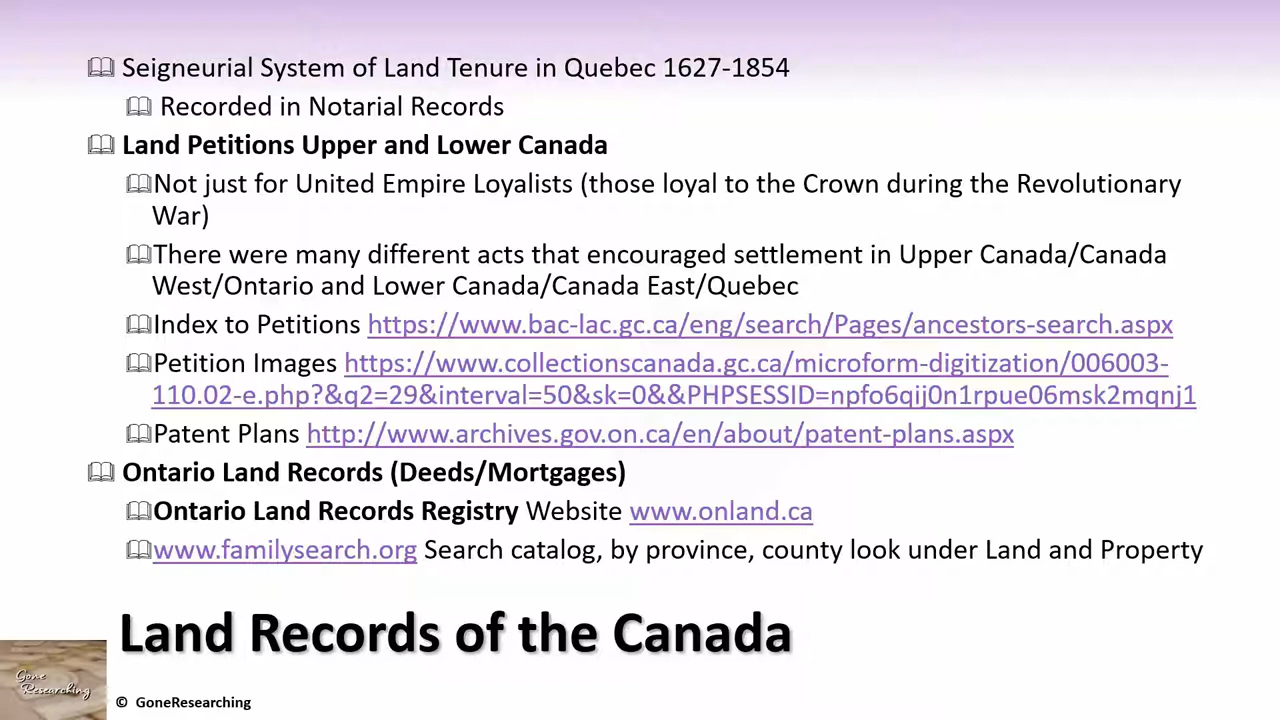 Seigneurial System of Land Tenure in Quebec 1627-1854
Recorded in Notarial Records
Land Petitions Upper and Lower Canada
Not just for United Empire Loyalists (those loyal to the Crown during the Revolutionary
War)
There were many different acts that encouraged settlement in Upper Canada/Canada
West/Ontario and Lower Canada/Canada East/Quebec
Index to Petitions https://www.bac-lac.gc.ca/eng/search/Pages/ancestors-search.aspx
Petition Images https://www.collectionscanada.gc.ca/microform-digitization/006003-
110.02-e.php?&q2=29&interval=50&sk=0&&PHPSESSID=npfo6qij0n1rpue06msk2mqnj1
Patent Plans http://www.archives.gov.on.ca/en/about/patent-plans.aspx
Ontario Land Records (Deeds/Mortgages)
Ontario Land Records Registry Website www.onland.ca
www.familysearch.org Search catalog, by province, county look under Land and Property
Land Records of the Canada
Gone
Researching
© GoneResearching